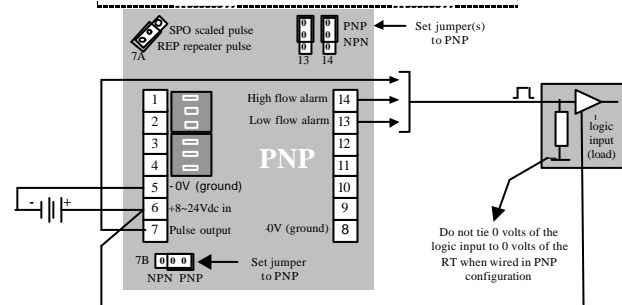 SPO scaled pulse
REP repeater pulse
7A
PNP
NPN
13 14
Set jumper(s)
to PNP
1
2
3
4
5 - 0V (ground)
6 +8~24Vdc in
7 Pulse output
- +
High flow alarm 14
Low flow alarm 13
12
11
10
9
-0V (ground) 8
PNP
7B 0 0 0
NPN PNP
Set jumper
to PNP
logic
input
(load)
Do not tie 0 volts of the
logic input to 0 volts of the
RT when wired in PNP
configuration